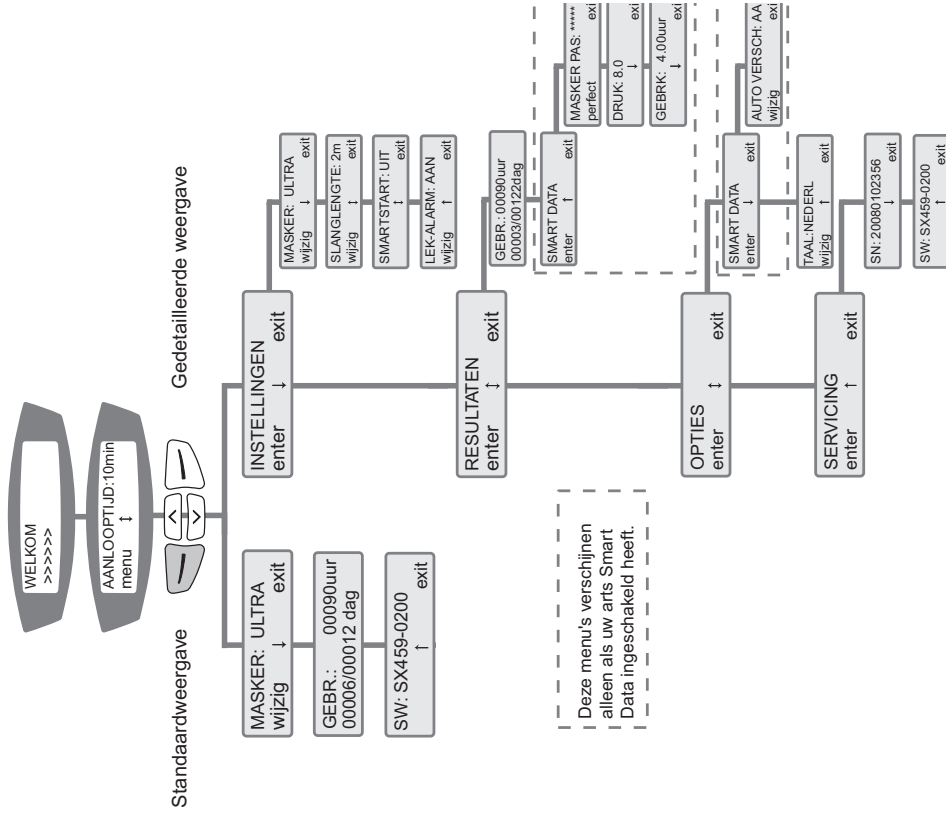 WELKOM
>>>>>>
AANLOOPTIJD:10min
menu ↕
Standaardweergave
Gedetailleerde weergave
MASKER: ULTRA
wijzig ↓ exit
GEBR.: 00090uur
00006/00012 dag
SW: SX459-0200
↑ exit
INSTELLINGEN
enter ↓ exit
MASKER: ULTRA
wijzig ↓ exit
SLANGLENGTE: 2m
wijzig ↕ exit
SMARTSTART: UIT
↕ exit
LEK-ALARM: AAN
wijzig ↑ exit
RESULTATEN
enter ↕ exit
GEBR.: 00090uur
00003/00122dag
SMART DATA
enter ↑ exit
MASKER PAS: *****
perfect exit
DRUK: 8.0
↓ exi
GEBRK: 4.00uur
↓ exi
OPTIES
enter ↕ exit
SMART DATA
enter ↓ exit
AUTO VERSCH: AA
wijzig exi
TAAL:NEDERL
wijzig ↑ exit
SERVICING
enter ↑ exit
SN: 20080102356
↓ exit
SW: SX459-0200
↑ exit
Deze menu's verschijnen
alleen als uw arts Smart
Data ingeschakeld heeft.